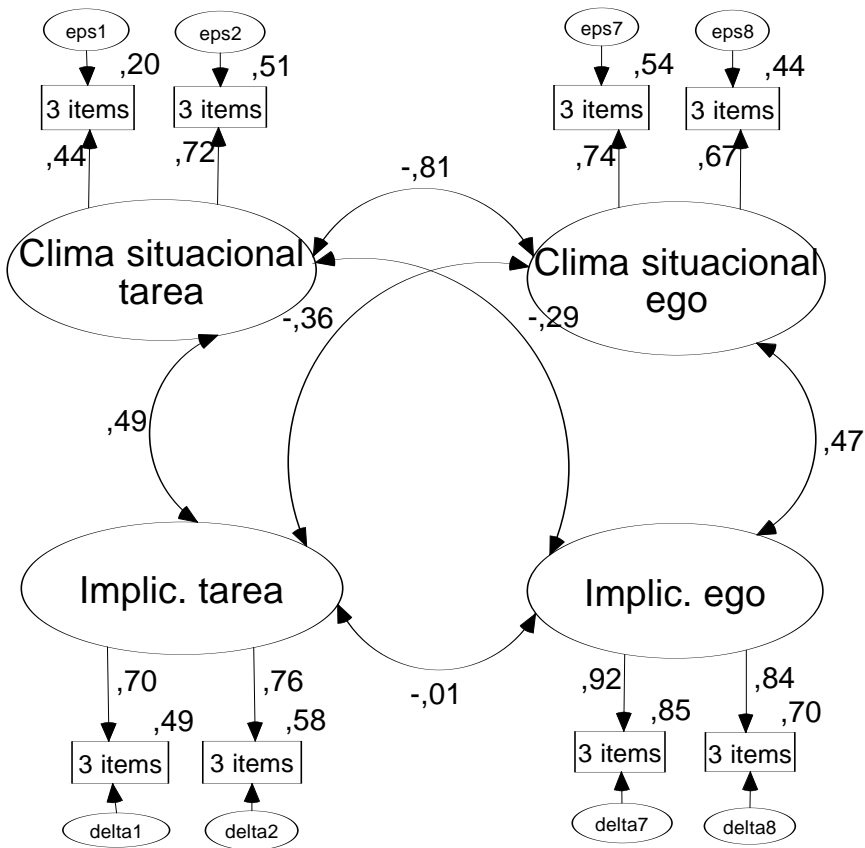 eps1
eps2
eps7
eps8
,20
,51
,54
,44
3 items
3 items
3 items
3 items
,44
,72
,74
,67
-,81
Clima situacional
tarea
Clima situacional
ego
-,36
-,29
,49
,47
Implic. tarea
Implic. ego
-,01
,70
,76
,92
,84
,49
,58
,85
,70
3 items
3 items
3 items
3 items
delta1
delta2
delta7
delta8